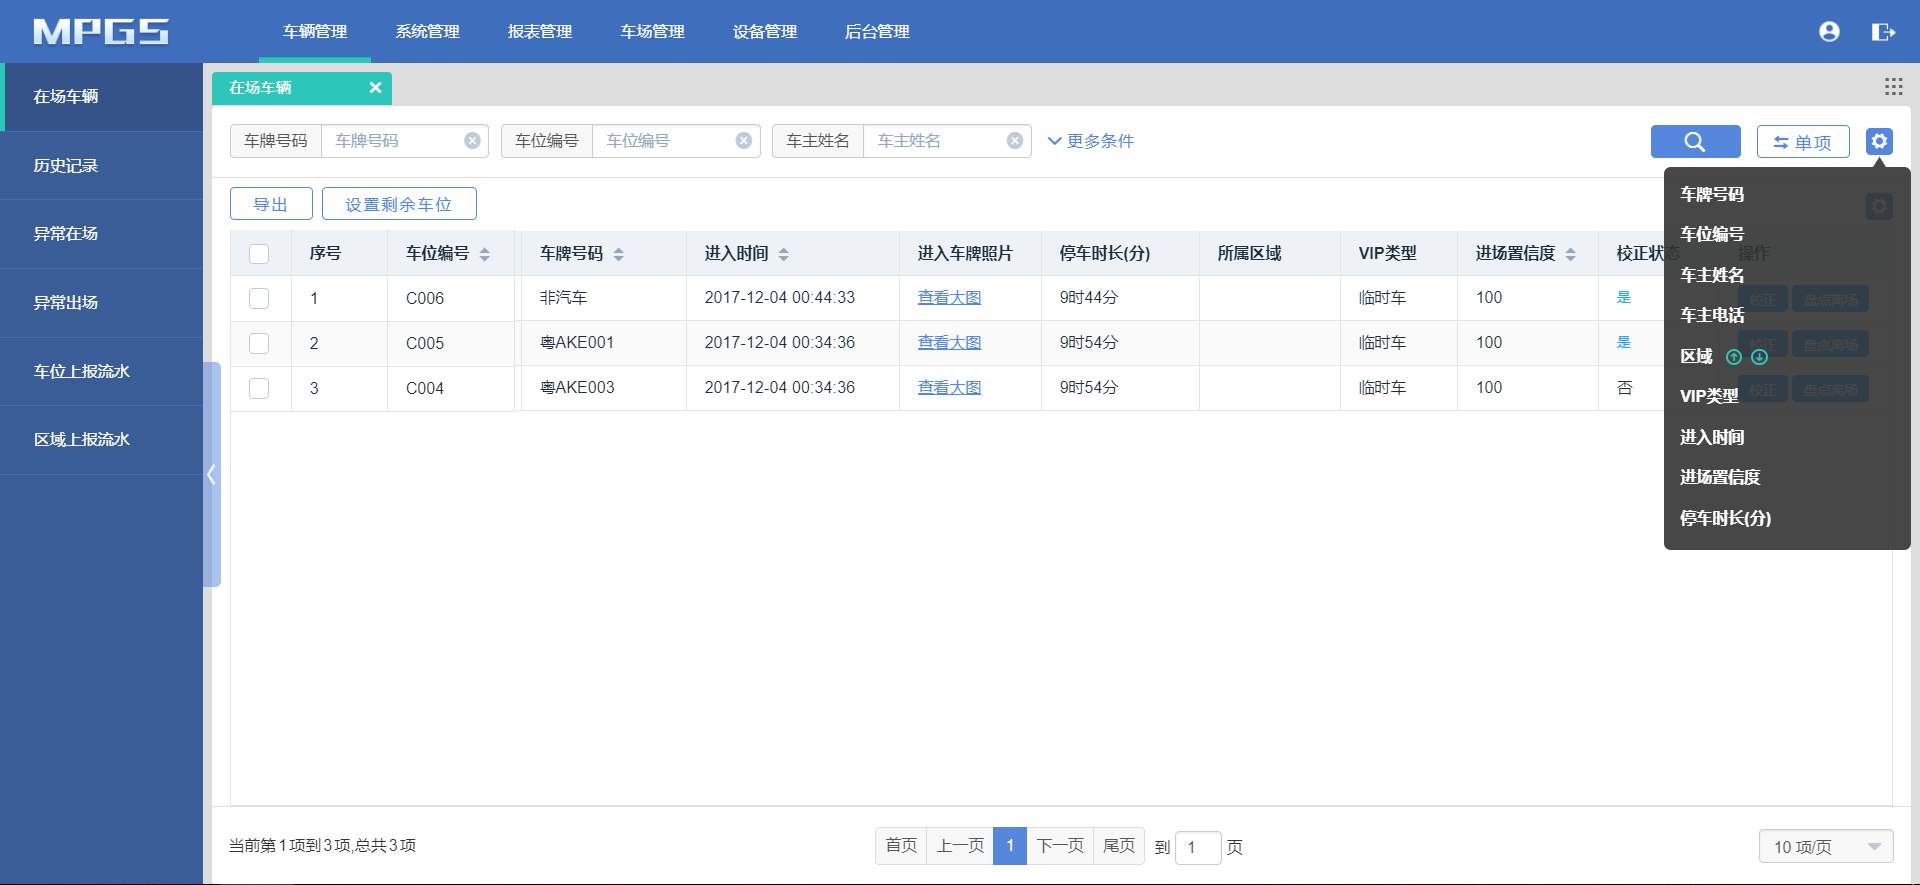 MPGS 车辆管理 系统管理 报表管理 车场管理 设备管理 后台管理
在场车辆
历史记录
异常在场
异常出场
车位上报流水
区域上报流水
在场车辆
车牌号码 车牌号码 车位编号 车位编号 车主姓名 车主姓名 更多条件 单项
导出 设置剩余车位
序号 车位编号 车牌号码 进入时间 进入车牌照片 停车时长(分) 所属区域 VIP类型 进场置信度 校正状态 操作
1 C006 非汽车 2017-12-04 00:44:33 查看大图 9时44分 临时车 100 是 校正 盘点离场
2 C005 粤AKE001 2017-12-04 00:34:36 查看大图 9时54分 临时车 100 是 校正 盘点离场
3 C004 粤AKE003 2017-12-04 00:34:36 查看大图 9时54分 临时车 100 否 校正 盘点离场
车牌号码
车位编号
车主姓名
车主电话
区域
VIP类型
进入时间
进场置信度
停车时长(分)
当前第1项到3项,总共3项 首页 上一页 1 下一页 尾页 到 1 页 10 项/页